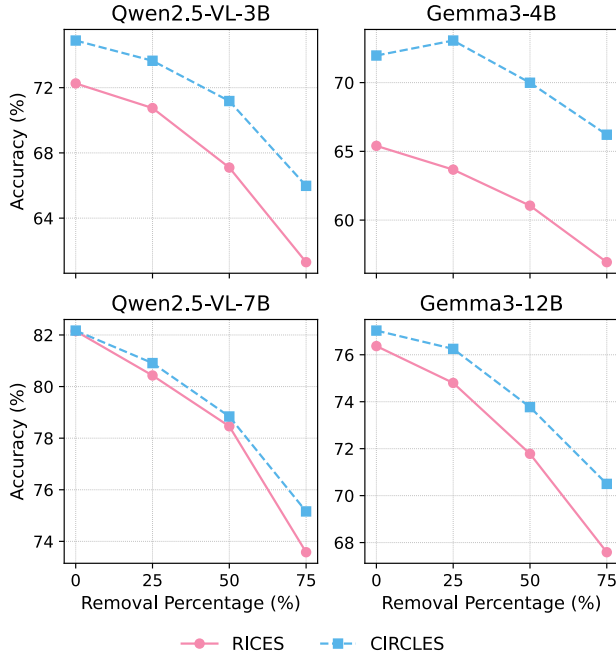 Qwen2.5-VL-3B
Gemma3-4B
Accuracy (%)
72
68
64
70
65
60
Qwen2.5-VL-7B
Gemma3-12B
Accuracy (%)
82
80
78
76
74
76
74
72
70
68
0 25 50 75
0 25 50 75
Removal Percentage (%)
Removal Percentage (%)
RICES CIRCLES